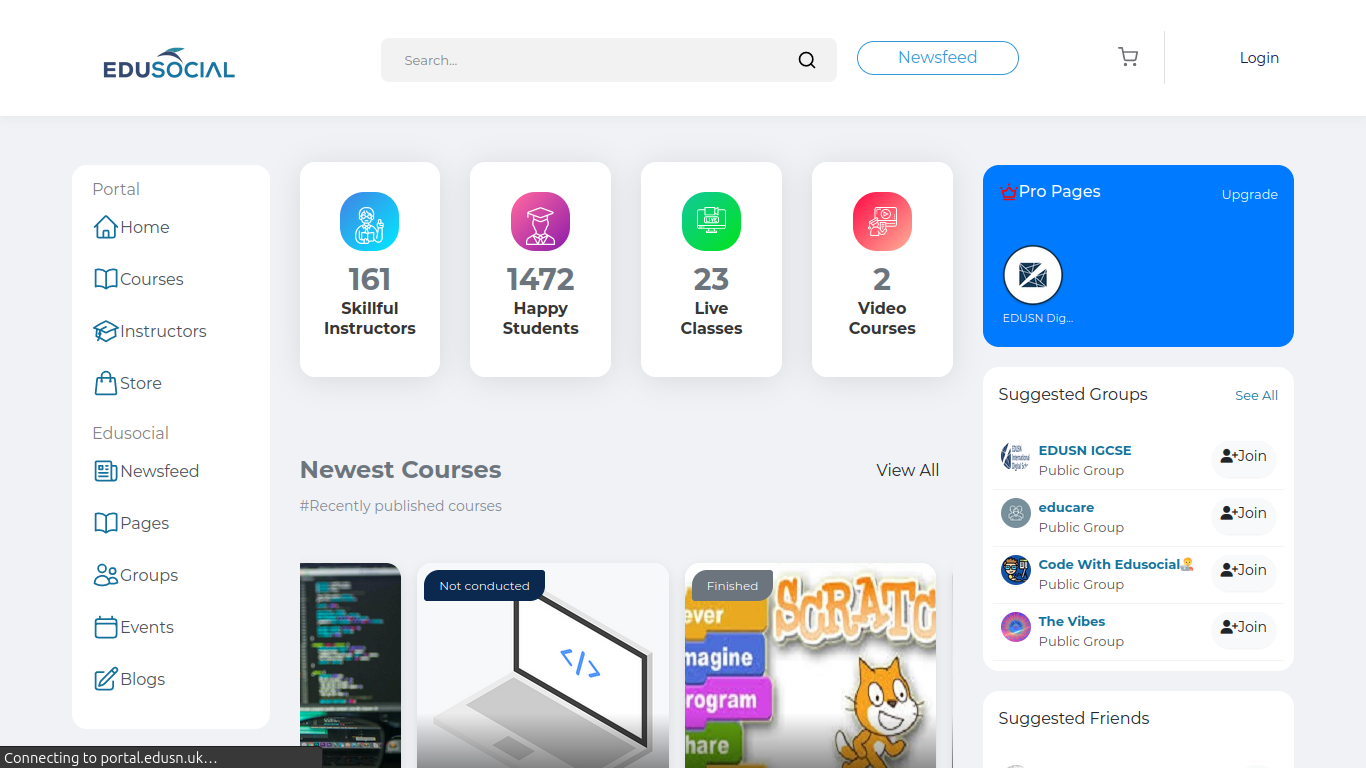 EDUSOCIAL
Search...
Newsfeed
Login
Portal
Home
Courses
Instructors
Store
Edusocial
Newsfeed
Pages
Groups
Events
Blogs
161
Skillful
Instructors
1472
Happy
Students
23
Live
Classes
2
Video
Courses
Newest Courses
View All
#Recently published courses
Not conducted
</>
Finished
SCRATC
ever
magine
rogram
hare
Pro Pages
Upgrade
EDUSN Dig...
Suggested Groups
See All
EDUSN IGCSE
Public Group
Join
educare
Public Group
Join
Code With Edusocial
Public Group
Join
The Vibes
Public Group
Join
Suggested Friends
Connecting to portal.edusn.uk...